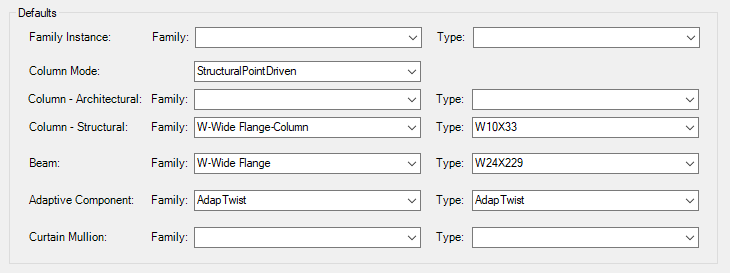 Defaults
Family Instance: Family: Type:
Column Mode: StructuralPointDriven
Column - Architectural: Family: Type:
Column - Structural: Family: W-Wide Flange-Column Type: W10X33
Beam: Family: W-Wide Flange Type: W24X229
Adaptive Component: Family: AdapTwist Type: AdapTwist
Curtain Mullion: Family: Type: